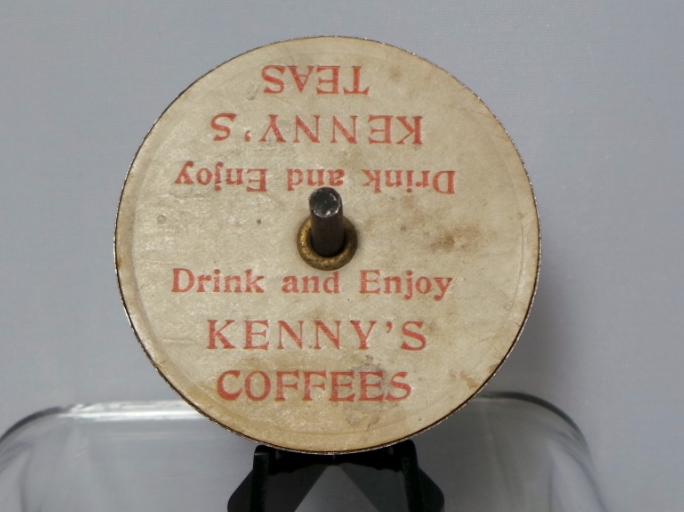 Drink and Enjoy
KENNY'S
TEAS
Drink and Enjoy
KENNY'S
COFFEES